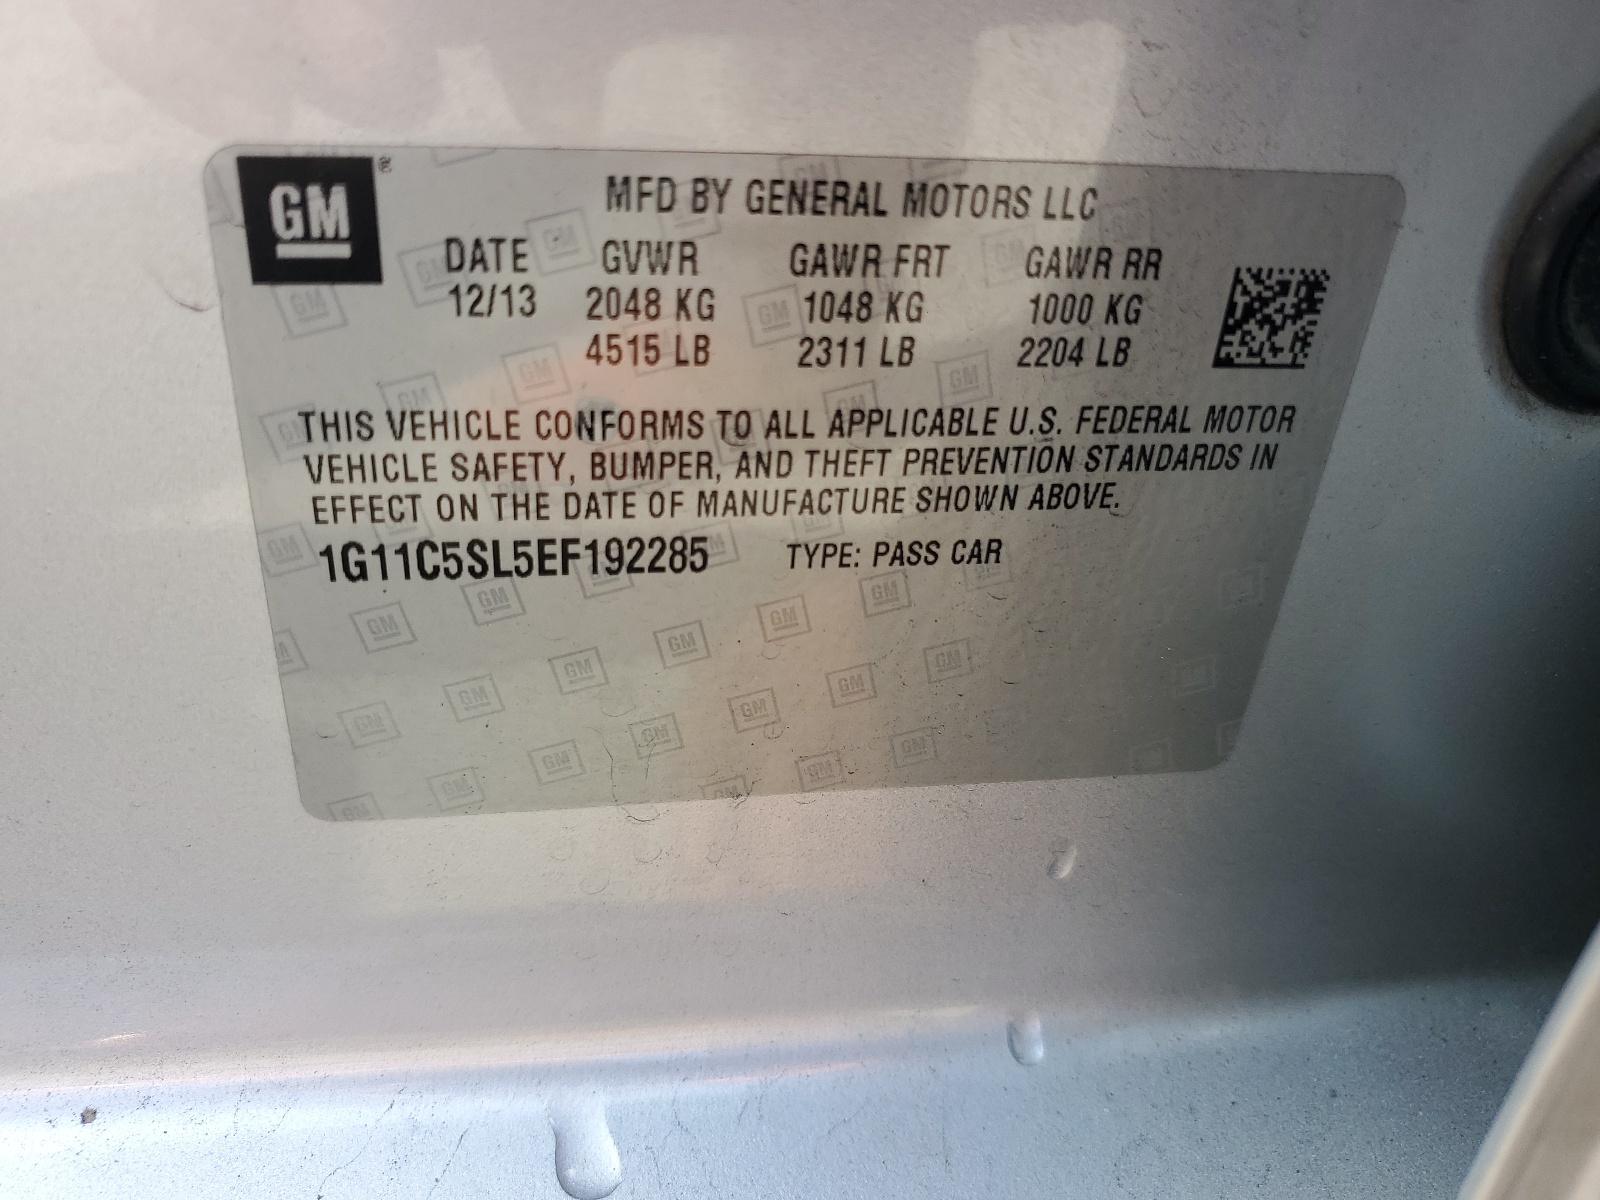 GM ®
MFD BY GENERAL MOTORS LLC
DATE GVWR GAWR FRT GAWR RR
12/13 2048 KG 1048 KG 1000 KG
4515 LB 2311 LB 2204 LB
THIS VEHICLE CONFORMS TO ALL APPLICABLE U.S. FEDERAL MOTOR
VEHICLE SAFETY, BUMPER, AND THEFT PREVENTION STANDARDS IN
EFFECT ON THE DATE OF MANUFACTURE SHOWN ABOVE.
1G11C5SL5EF192285 TYPE: PASS CAR